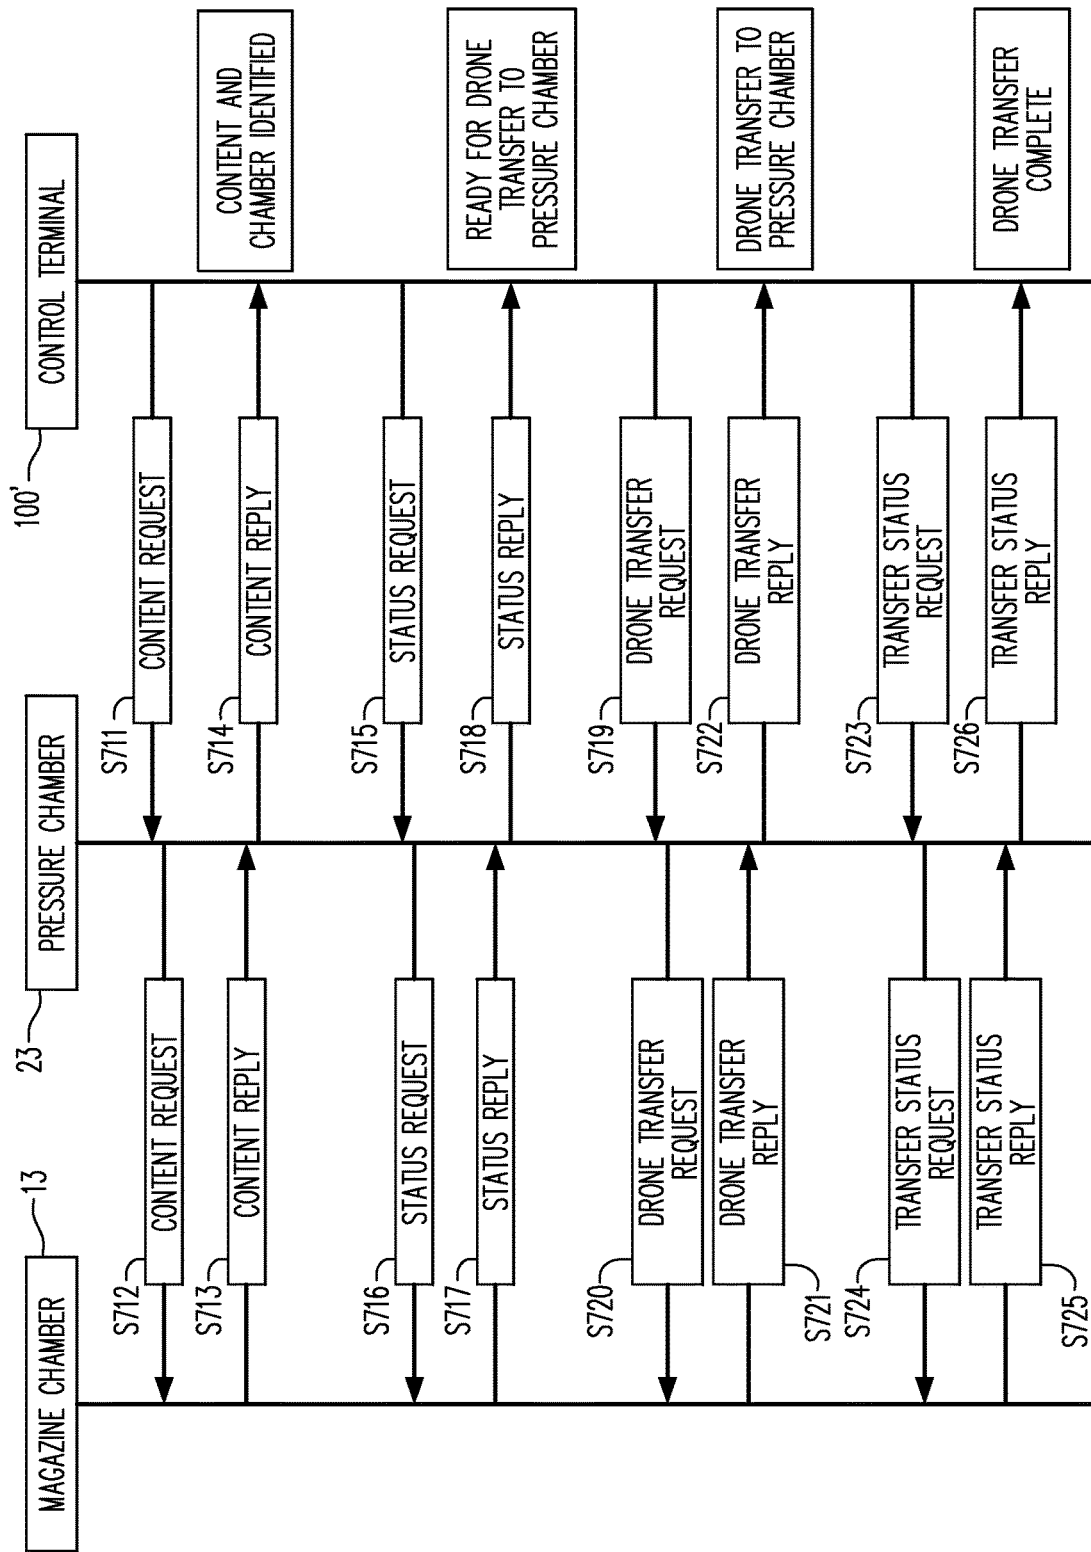 MAGAZINE CHAMBER
13
PRESSURE CHAMBER
23
CONTROL TERMINAL
100'
S711
CONTENT REQUEST
S712
CONTENT REQUEST
S713
CONTENT REPLY
S714
CONTENT REPLY
CONTENT AND
CHAMBER IDENTIFIED
S715
STATUS REQUEST
S716
STATUS REQUEST
S717
STATUS REPLY
S718
STATUS REPLY
READY FOR DRONE
TRANSFER TO
PRESSURE CHAMBER
S719
DRONE TRANSFER
REQUEST
S720
DRONE TRANSFER
REQUEST
S721
DRONE TRANSFER
REPLY
S722
DRONE TRANSFER
REPLY
DRONE TRANSFER TO
PRESSURE CHAMBER
S723
TRANSFER STATUS
REQUEST
S724
TRANSFER STATUS
REQUEST
S725
TRANSFER STATUS
REPLY
S726
TRANSFER STATUS
REPLY
DRONE TRANSFER
COMPLETE